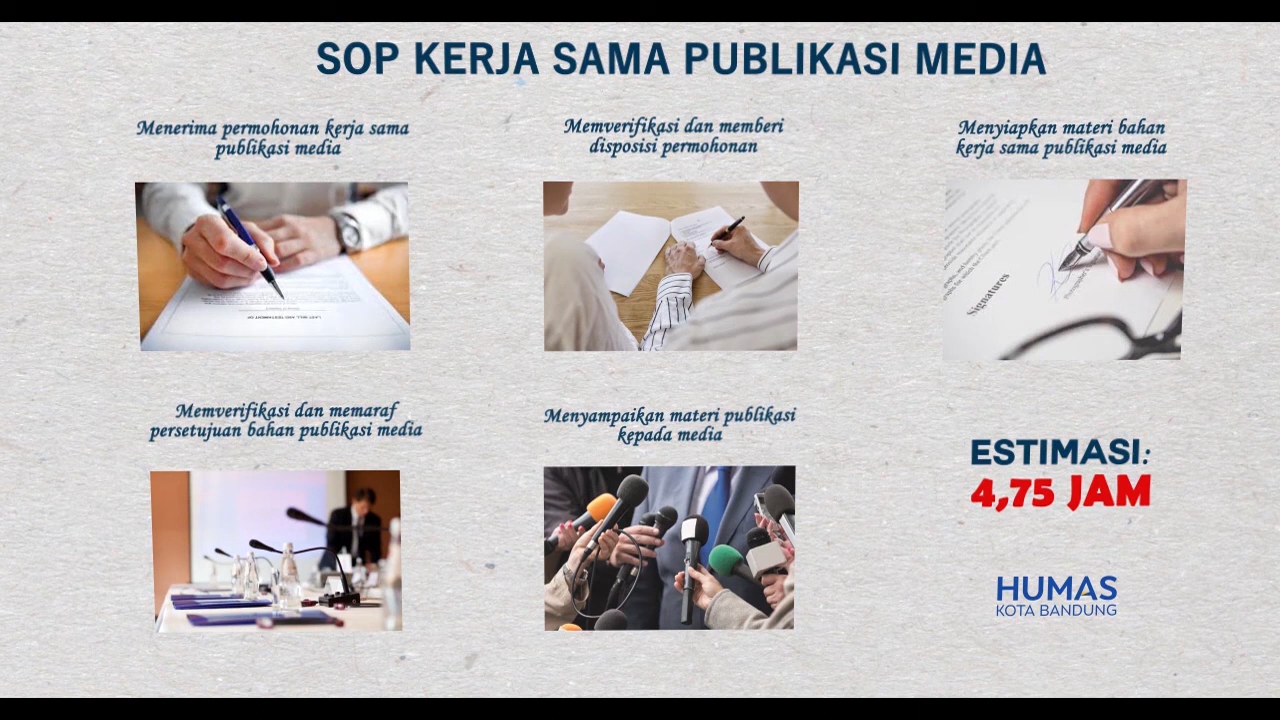 SOP KERJA SAMA PUBLIKASI MEDIA
Menerima permohonan kerja sama
publikasi media
Memverifikasi dan memberi
disposisi permohonan
Menyiapkan materi bahan
kerja sama publikasi media
Signatures
Memverifikasi dan memaraf
persetujuan bahan publikasi media
Menyampaikan materi publikasi
kepada media
ESTIMASI:
4,75 JAM
HUMAS
KOTA BANDUNG